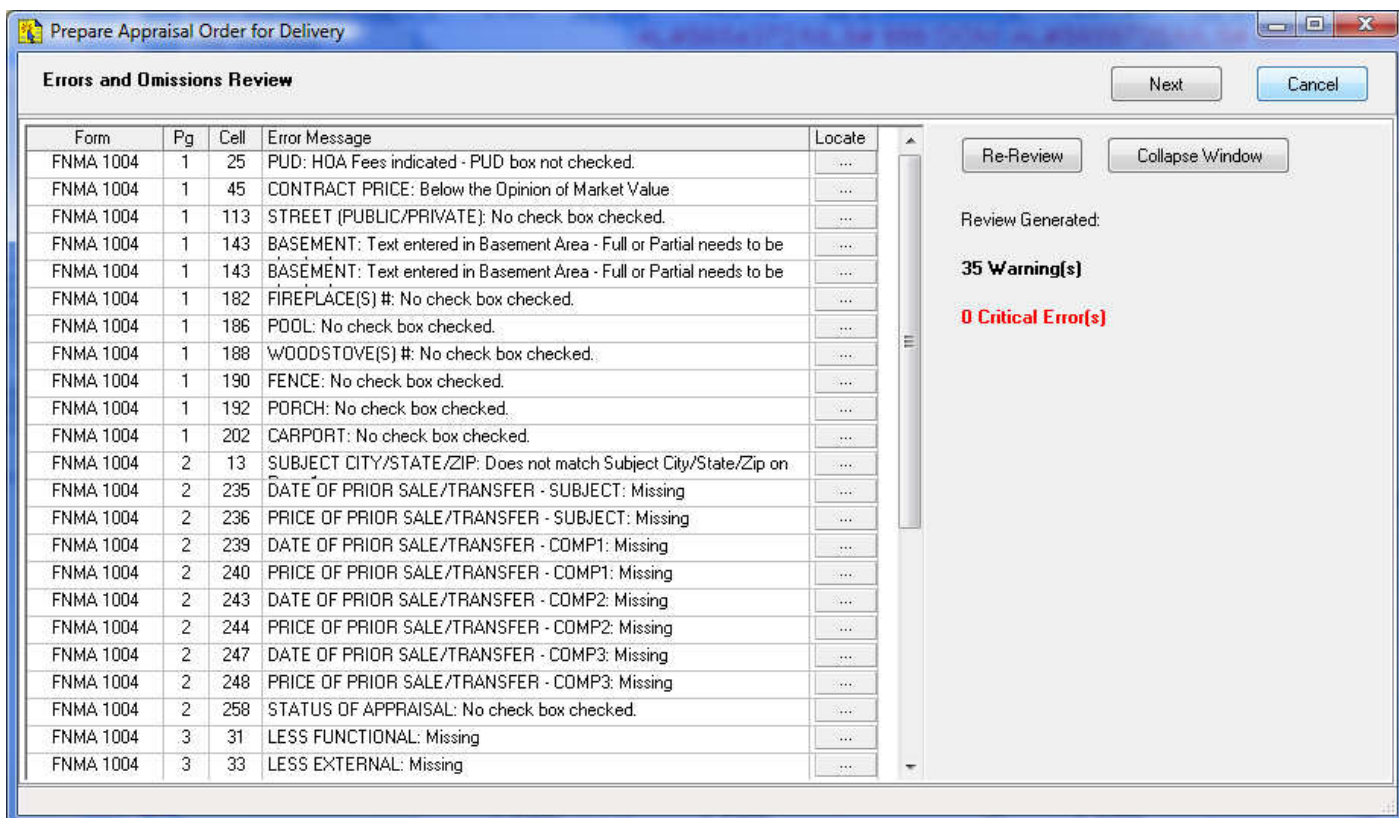 Prepare Appraisal Order for Delivery
Errors and Omissions Review
Next
Cancel
Form Pg Cell Error Message Locate
FNMA 1004 1 25 PUD: HOA Fees indicated - PUD box not checked. ...
FNMA 1004 1 45 CONTRACT PRICE: Below the Opinion of Market Value ...
FNMA 1004 1 113 STREET (PUBLIC/PRIVATE): No check box checked. ...
FNMA 1004 1 143 BASEMENT: Text entered in Basement Area - Full or Partial needs to be ...
FNMA 1004 1 143 BASEMENT: Text entered in Basement Area - Full or Partial needs to be ...
FNMA 1004 1 182 FIREPLACE(S) #: No check box checked. ...
FNMA 1004 1 186 POOL: No check box checked. ...
FNMA 1004 1 188 WOODSTOVE(S) #: No check box checked. ...
FNMA 1004 1 190 FENCE: No check box checked. ...
FNMA 1004 1 192 PORCH: No check box checked. ...
FNMA 1004 1 202 CARPORT: No check box checked. ...
FNMA 1004 2 13 SUBJECT CITY/STATE/ZIP: Does not match Subject City/State/Zip on ...
FNMA 1004 2 235 DATE OF PRIOR SALE/TRANSFER - SUBJECT: Missing ...
FNMA 1004 2 236 PRICE OF PRIOR SALE/TRANSFER - SUBJECT: Missing ...
FNMA 1004 2 239 DATE OF PRIOR SALE/TRANSFER - COMP1: Missing ...
FNMA 1004 2 240 PRICE OF PRIOR SALE/TRANSFER - COMP1: Missing ...
FNMA 1004 2 243 DATE OF PRIOR SALE/TRANSFER - COMP2: Missing ...
FNMA 1004 2 244 PRICE OF PRIOR SALE/TRANSFER - COMP2: Missing ...
FNMA 1004 2 247 DATE OF PRIOR SALE/TRANSFER - COMP3: Missing ...
FNMA 1004 2 248 PRICE OF PRIOR SALE/TRANSFER - COMP3: Missing ...
FNMA 1004 2 258 STATUS OF APPRAISAL: No check box checked. ...
FNMA 1004 3 31 LESS FUNCTIONAL: Missing ...
FNMA 1004 3 33 LESS EXTERNAL: Missing ...
Re-Review
Collapse Window
Review Generated:
35 Warning(s)
0 Critical Error(s)